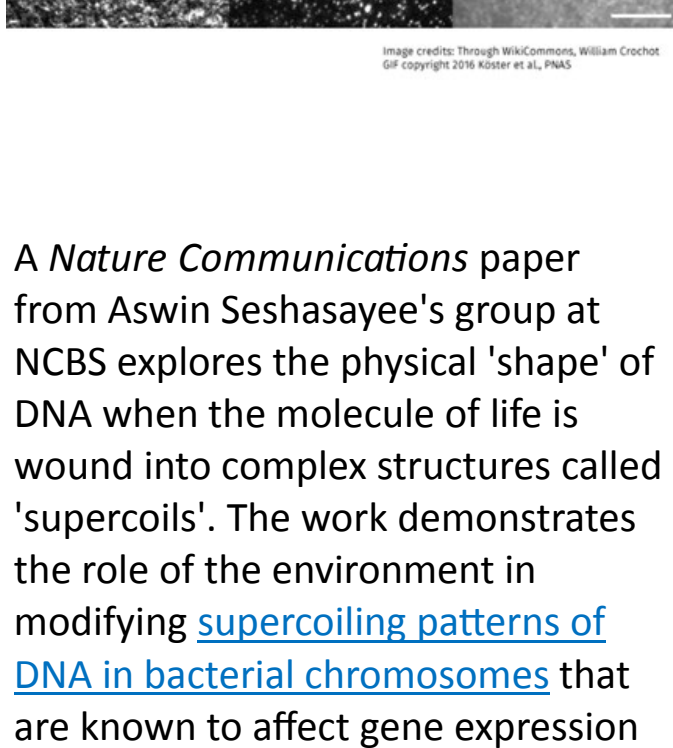 Image credits: Through WikiCommons, William Crochot
GIF copyright 2016 Köster et al., PNAS
A Nature Communications paper
from Aswin Seshasayee's group at
NCBS explores the physical 'shape' of
DNA when the molecule of life is
wound into complex structures called
'supercoils'. The work demonstrates
the role of the environment in
modifying supercoiling patterns of
DNA in bacterial chromosomes that
are known to affect gene expression